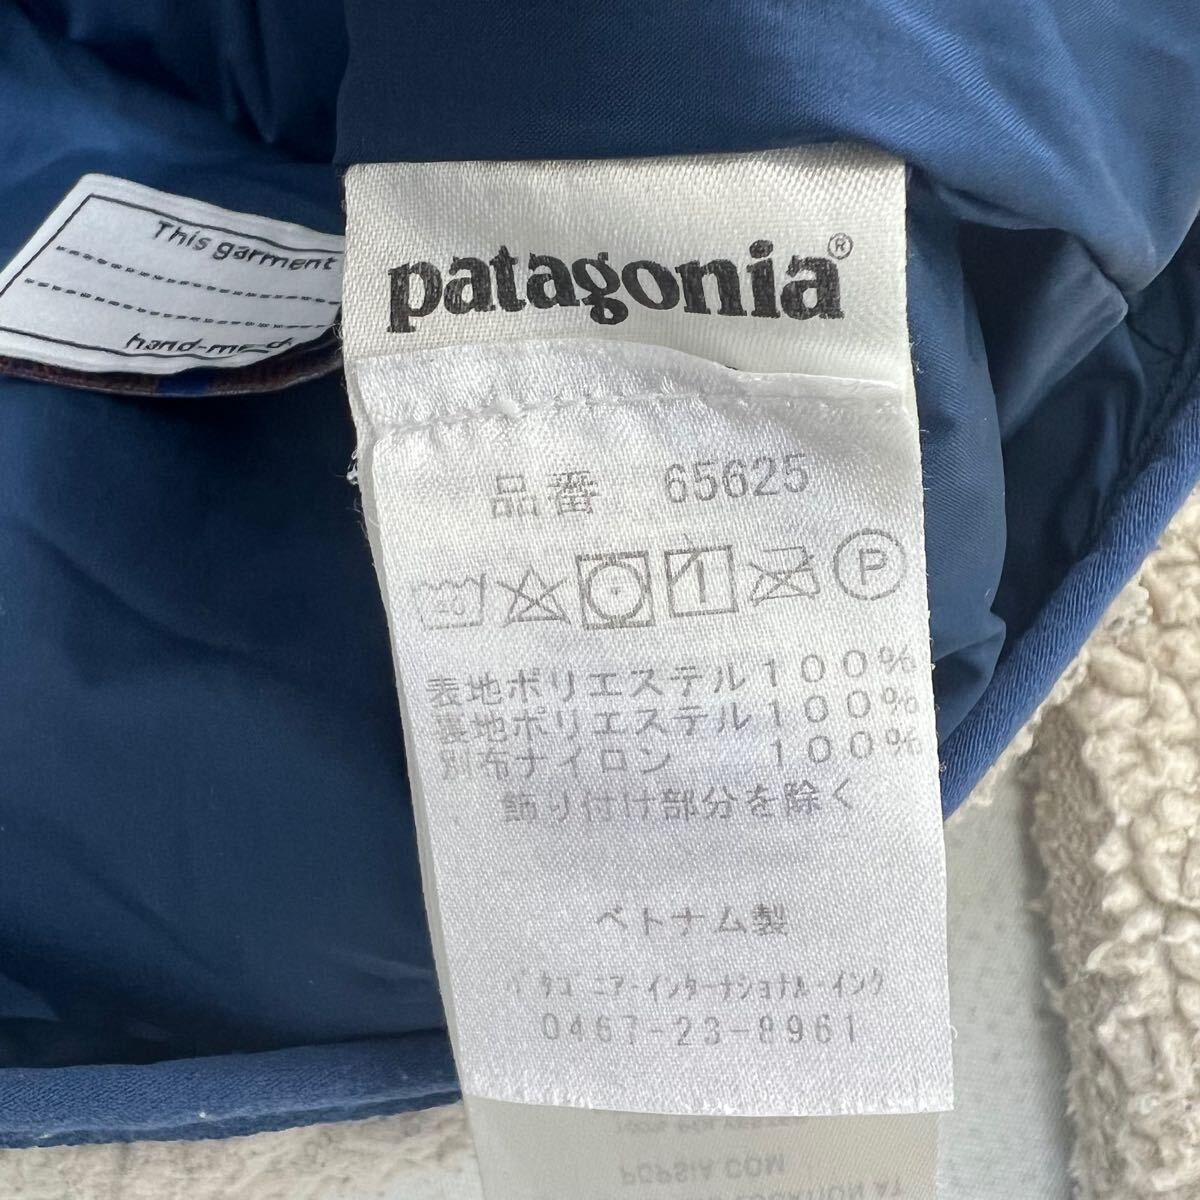 This garment
hand-me-d
patagonia®
品番 65625
P
表地ポリエステル100%
裏地ポリエステル100%
別布ナイロン 100%
飾り付け部分を除く
ベトナム製
パタゴニア・インターナショナル・インク
0467-23-8961
PEPSIA.COM